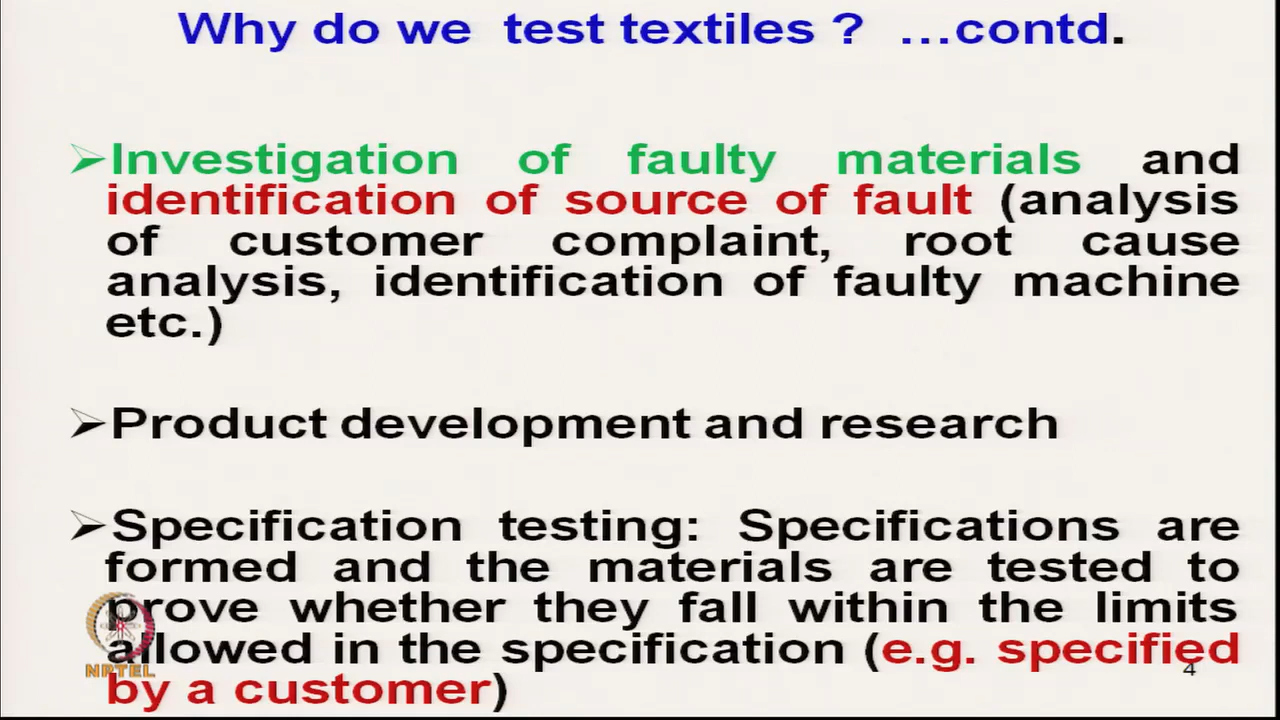 Why do we test textiles ? ...contd.
➢Investigation of faulty materials and
identification of source of fault (analysis
of customer complaint, root cause
analysis, identification of faulty machine
etc.)
➢Product development and research
➢Specification testing: Specifications are
formed and the materials are tested to
prove whether they fall within the limits
allowed in the specification (e.g. specified
by a customer)
NPTEL
4